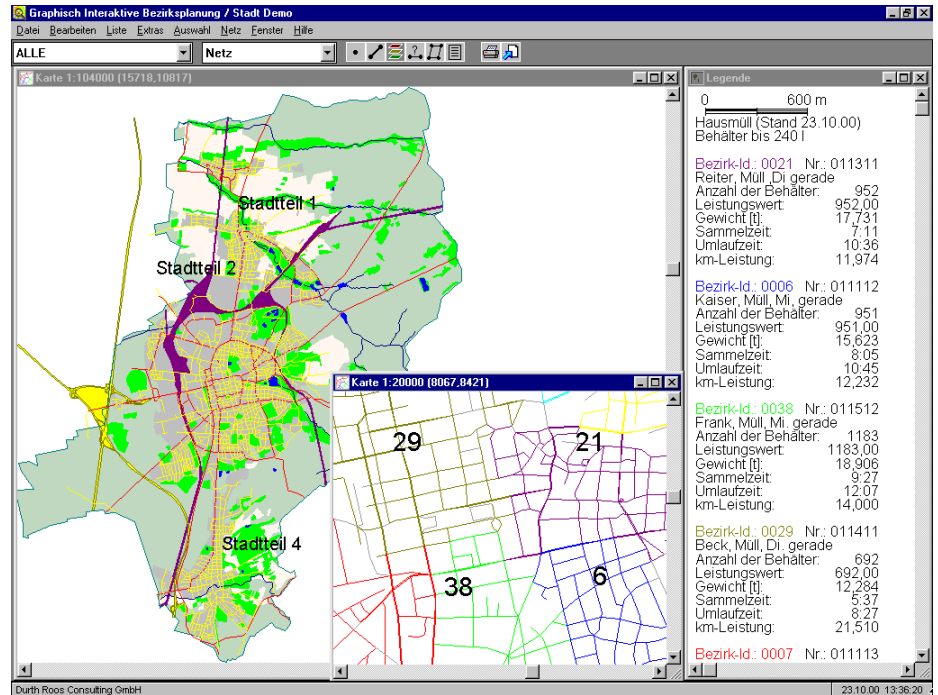 Graphisch Interaktive Bezirksplanung / Stadt Demo
Datei Bearbeiten Liste Extras Auswahl Netz Fenster Hilfe
ALLE Netz
Karte 1:104000 (15718,10817)
Stadtteil 1
Stadtteil 2
Stadtteil 4
Karte 1:20000 (8067,8421)
29 21
38 6
Legende
0 600 m
Hausmüll (Stand 23.10.00)
Behälter bis 240 l
Bezirk-Id.: 0021 Nr.: 011311
Reiter, Müll ,Di gerade
Anzahl der Behälter: 952
Leistungswert: 952,00
Gewicht [t]: 17,731
Sammelzeit: 7:11
Umlaufzeit: 10:36
km-Leistung: 11,974
Bezirk-Id.: 0006 Nr.: 011112
Kaiser, Müll, Mi, gerade
Anzahl der Behälter: 951
Leistungswert: 951,00
Gewicht [t]: 15,623
Sammelzeit: 8:05
Umlaufzeit: 10:45
km-Leistung: 12,232
Bezirk-Id.: 0038 Nr.: 011512
Frank, Müll, Mi. gerade
Anzahl der Behälter: 1183
Leistungswert: 1183,00
Gewicht [t]: 18,906
Sammelzeit: 9:27
Umlaufzeit: 12:07
km-Leistung: 14,000
Bezirk-Id.: 0029 Nr.: 011411
Beck, Müll, Di. gerade
Anzahl der Behälter: 692
Leistungswert: 692,00
Gewicht [t]: 12,284
Sammelzeit: 5:37
Umlaufzeit: 8:27
km-Leistung: 21,510
Bezirk-Id.: 0007 Nr.: 011113
Durth Roos Consulting GmbH 23.10.00 13:36:20